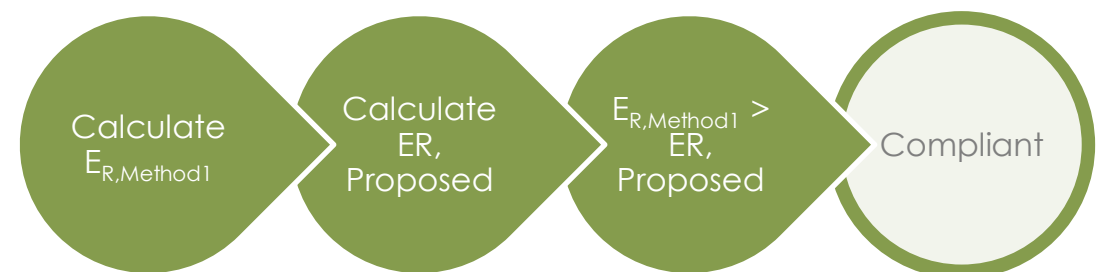 Calculate
E_R,Method1
Calculate
ER,
Proposed
E_R,Method1 >
ER,
Proposed
Compliant